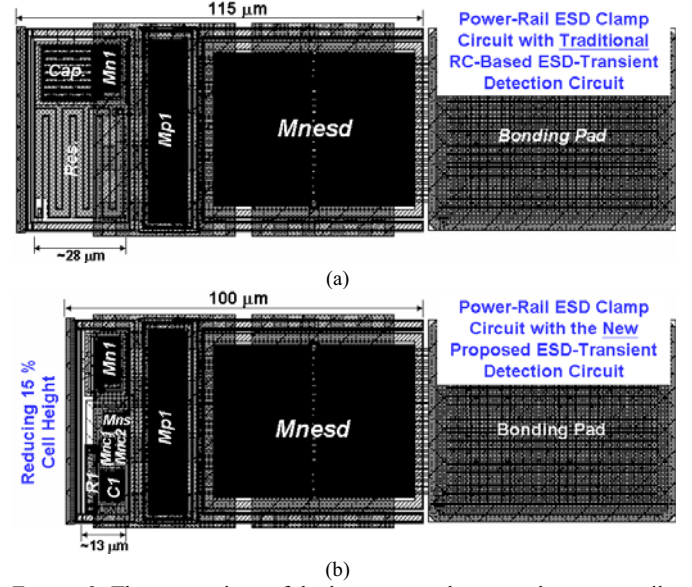 115 μm
Power-Rail ESD Clamp
Circuit with Traditional
RC-Based ESD-Transient
Detection Circuit
Cap.
Mn1
Res
Mp1
Mnesd
Bonding Pad
~28 μm
(a)
100 μm
Power-Rail ESD Clamp
Circuit with the New
Proposed ESD-Transient
Detection Circuit
Reducing 15 %
Cell Height
Mn1
Mns
Mnc1
Mnc2
R1
C1
Mp1
Mnesd
Bonding Pad
~13 μm
(b)